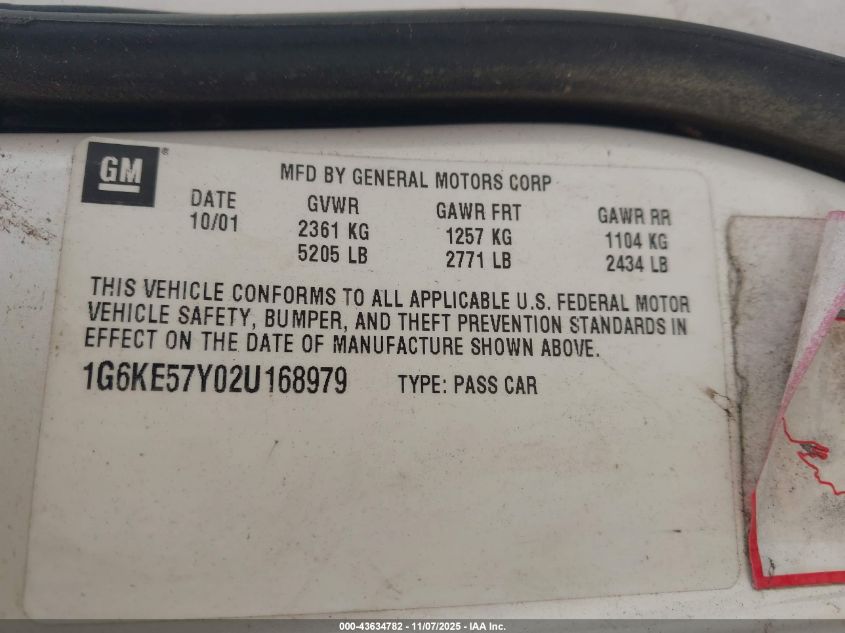 GM®
MFD BY GENERAL MOTORS CORP
DATE GVWR GAWR FRT GAWR RR
10/01 2361 KG 1257 KG 1104 KG
5205 LB 2771 LB 2434 LB
THIS VEHICLE CONFORMS TO ALL APPLICABLE U.S. FEDERAL MOTOR
VEHICLE SAFETY, BUMPER, AND THEFT PREVENTION STANDARDS IN
EFFECT ON THE DATE OF MANUFACTURE SHOWN ABOVE.
1G6KE57Y02U168979 TYPE: PASS CAR
000-43634782 - 11/07/2025 - IAA Inc.